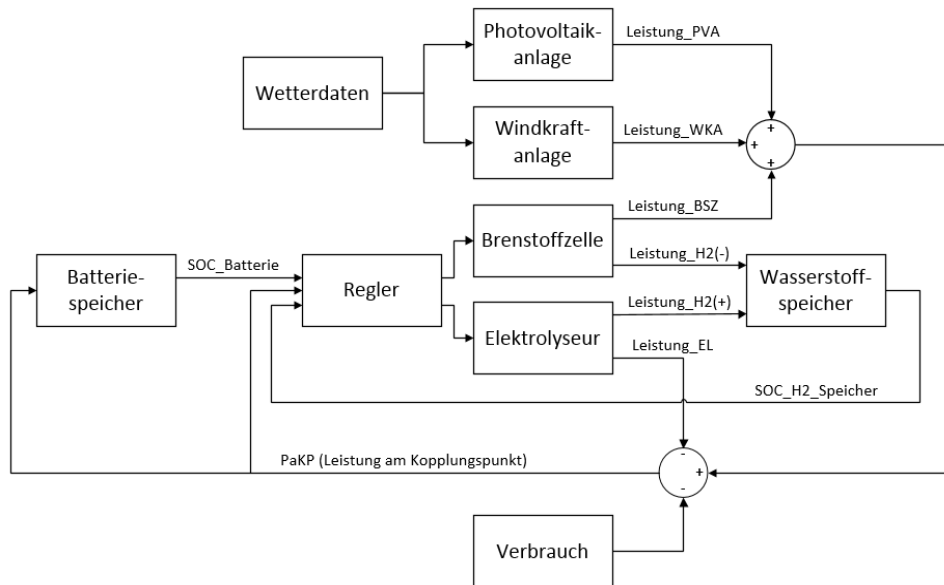 Photovoltaik-
anlage
Leistung_PVA
Wetterdaten
Windkraft-
anlage
Leistung_WKA
+
+
+
Leistung_BSZ
Brenstoffzelle
Leistung_H2(-)
Batterie-
speicher
SOC_Batterie
Regler
Wasserstoff-
speicher
Leistung_H2(+)
Elektrolyseur
Leistung_EL
SOC_H2_Speicher
PaKP (Leistung am Kopplungspunkt)
-
+
-
Verbrauch